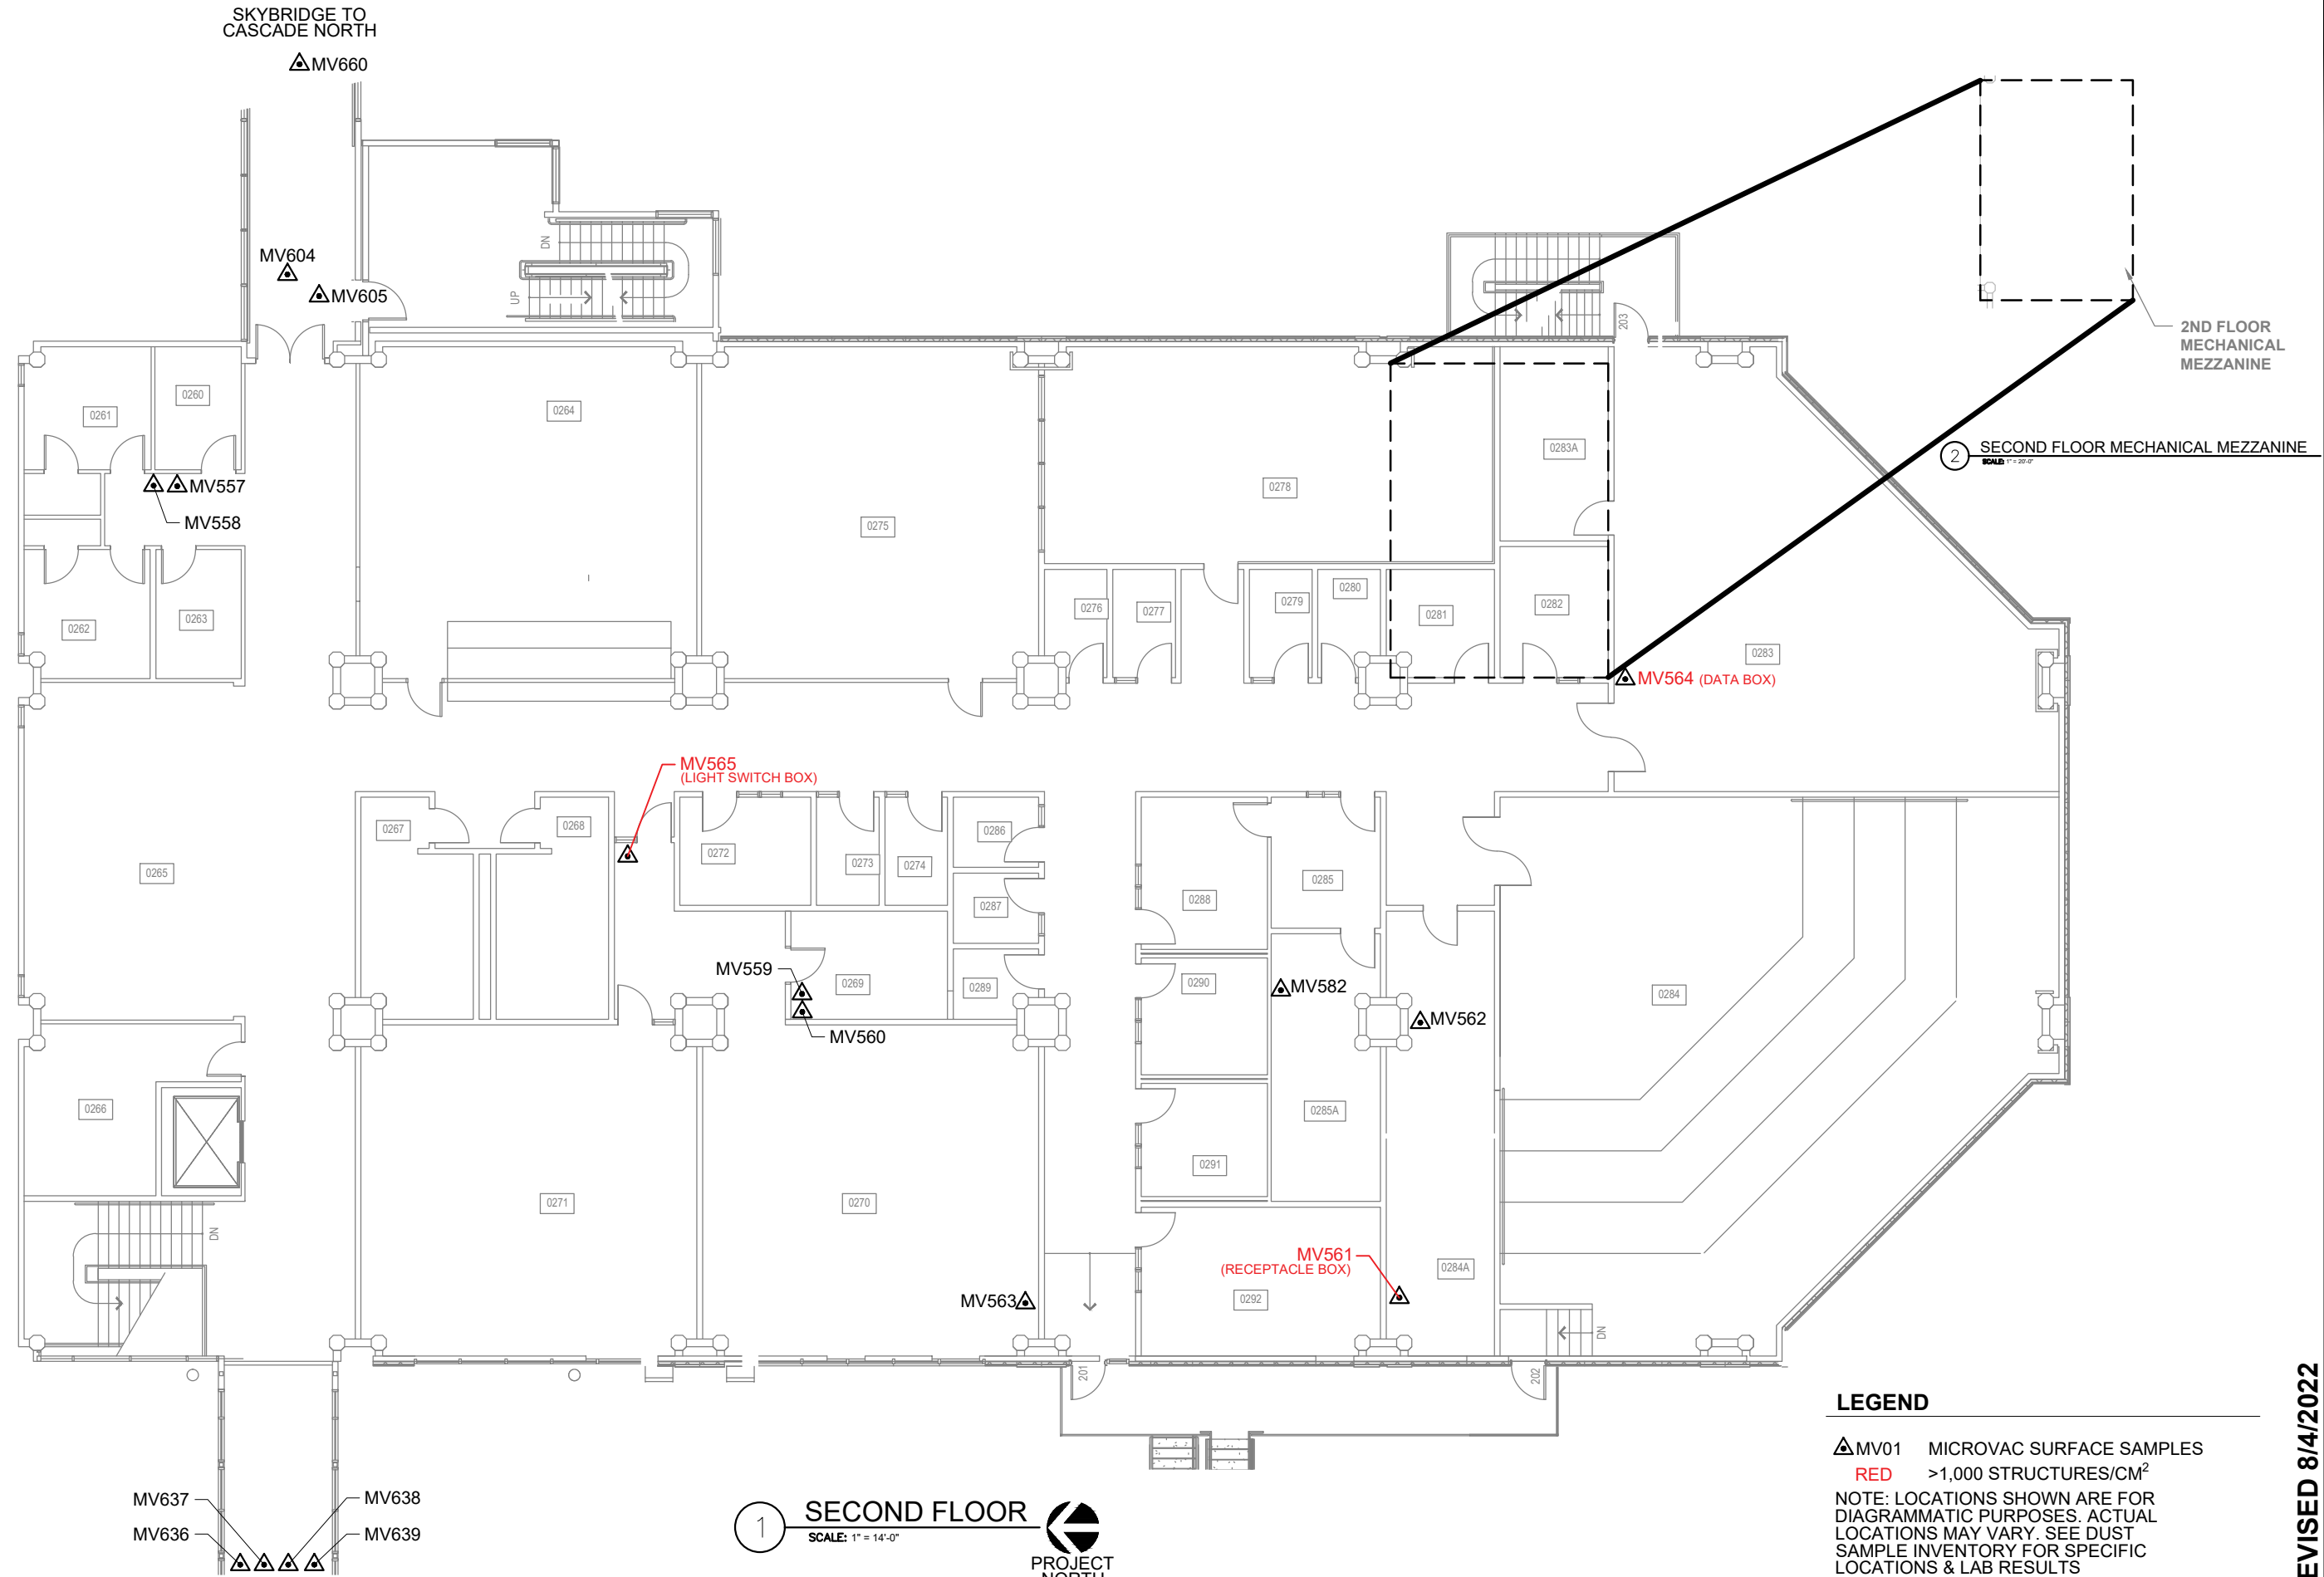 SKYBRIDGE TO
CASCADE NORTH
MV660
MV604
MV605
DN
UP
203
2ND FLOOR
MECHANICAL
MEZZANINE
2 SECOND FLOOR MECHANICAL MEZZANINE
SCALE: 1" = 20'-0"
0260
0261
0264
0283A
MV557
MV558
0278
0275
0276
0277
0279
0280
0281
0282
0262
0263
0283
MV564 (DATA BOX)
MV565
(LIGHT SWITCH BOX)
0267
0268
0272
0273
0274
0286
0265
0285
0288
0287
MV559
0269
0289
0290
MV582
0284
MV562
MV560
0266
0285A
0291
0271
0270
DN
MV561
(RECEPTACLE BOX)
0284A
MV563
0292
DN
201
202
MV637
MV638
MV636
MV639
1 SECOND FLOOR
SCALE: 1" = 14'-0"
PROJECT
NORTH
LEGEND
MV01 MICROVAC SURFACE SAMPLES
RED >1,000 STRUCTURES/CM²
NOTE: LOCATIONS SHOWN ARE FOR
DIAGRAMMATIC PURPOSES. ACTUAL
LOCATIONS MAY VARY. SEE DUST
SAMPLE INVENTORY FOR SPECIFIC
LOCATIONS & LAB RESULTS
EVISED 8/4/2022